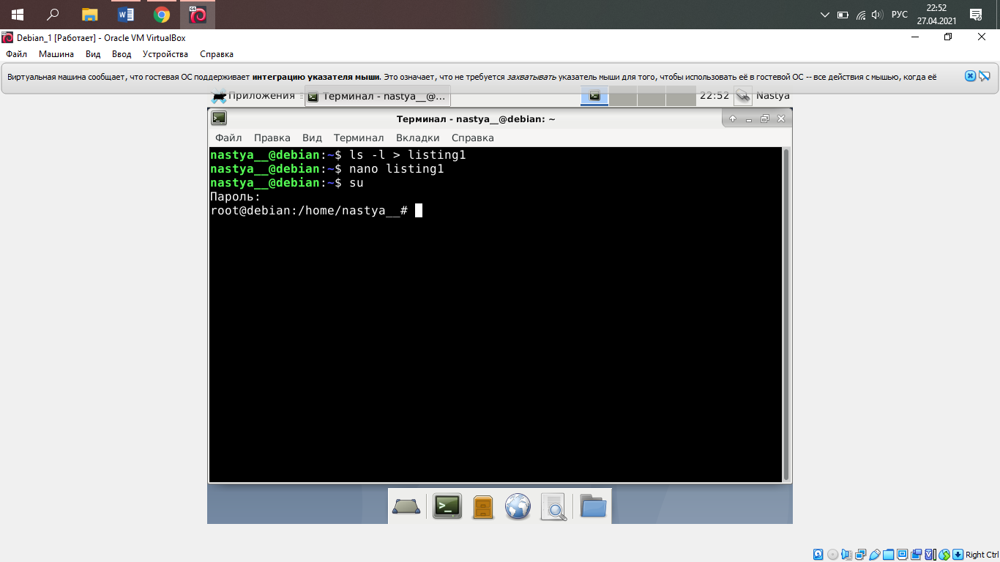 РУС
22:52
27.04.2021
Debian_1 [Работает] - Oracle VM VirtualBox
Файл Машина Вид Ввод Устройства Справка
Виртуальная машина сообщает, что гостевая ОС поддерживает интеграцию указателя мыши. Это означает, что не требуется захватывать указатель мыши для того, чтобы использовать её в гостевой ОС -- все действия с мышью, когда её
Приложения Терминал - nastya__@... 22:52 Nastya
Терминал - nastya__@debian: ~
Файл Правка Вид Терминал Вкладки Справка
nastya__@debian:~$ ls -l > listing1
nastya__@debian:~$ nano listing1
nastya__@debian:~$ su
Пароль:
root@debian:/home/nastya__#
Right Ctrl